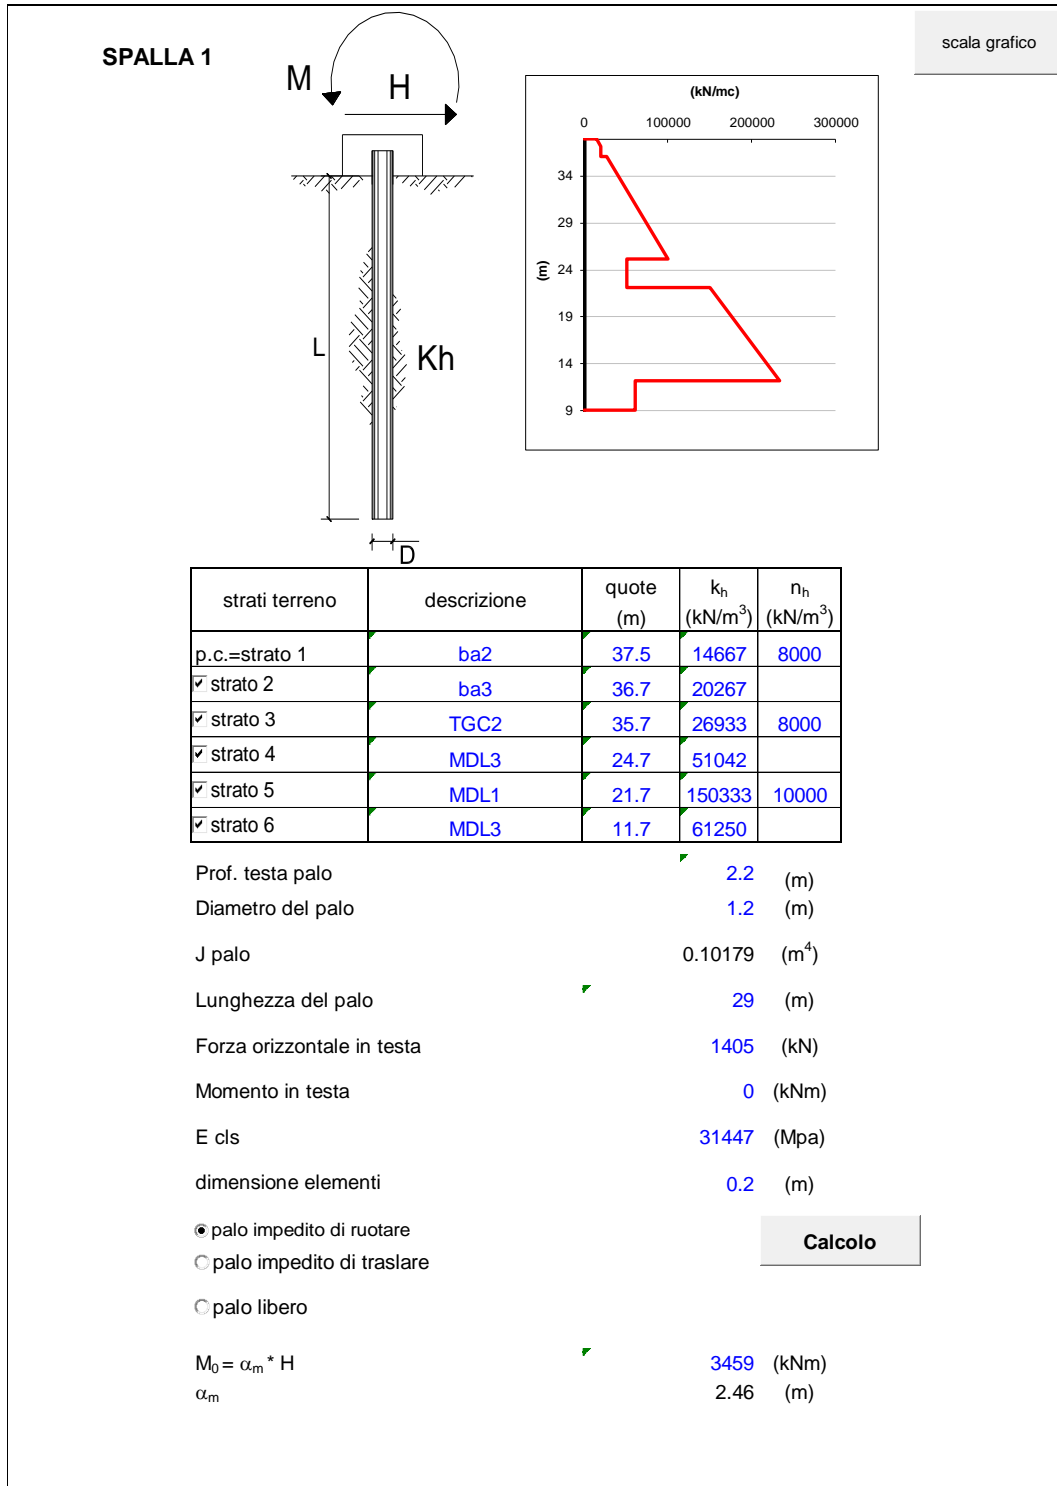 scala grafico
SPALLA 1
M
H
(kN/mc)
0 100000 200000 300000
34
29
24
19
14
9
(m)
L
Kh
D
strati terreno descrizione quote (m) kh (kN/m³) nh (kN/m³)
p.c.=strato 1 ba2 37.5 14667 8000
strato 2 ba3 36.7 20267
strato 3 TGC2 35.7 26933 8000
strato 4 MDL3 24.7 51042
strato 5 MDL1 21.7 150333 10000
strato 6 MDL3 11.7 61250
Prof. testa palo 2.2 (m)
Diametro del palo 1.2 (m)
J palo 0.10179 (m⁴)
Lunghezza del palo 29 (m)
Forza orizzontale in testa 1405 (kN)
Momento in testa 0 (kNm)
E cls 31447 (Mpa)
dimensione elementi 0.2 (m)
palo impedito di ruotare
Calcolo
palo impedito di traslare
palo libero
M₀ = αm * H 3459 (kNm)
αm 2.46 (m)